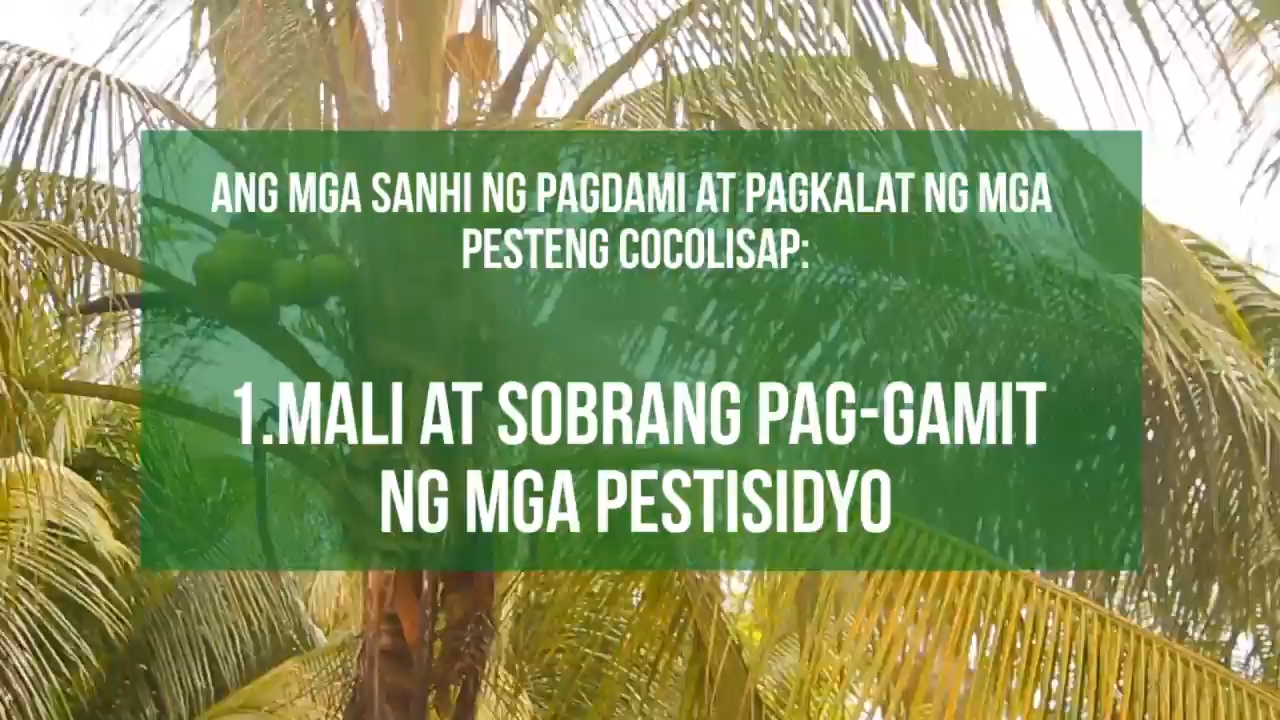 ANG MGA SANHI NG PAGDAMI AT PAGKALAT NG MGA
PESTENG COCOLISAP:
1.MALI AT SOBRANG PAG-GAMIT
NG MGA PESTISIDYO